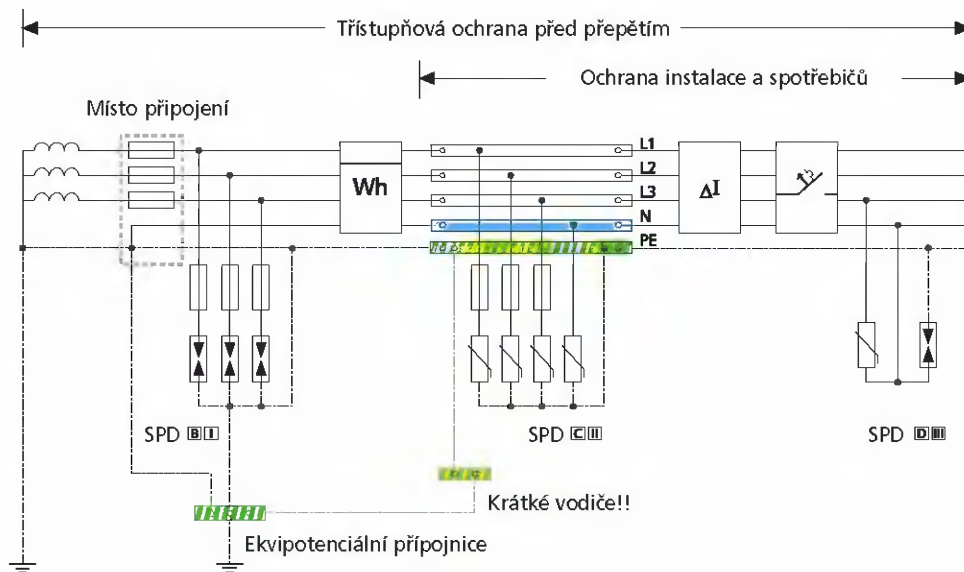 Třístupňová ochrana před přepětím
Ochrana instalace a spotřebičů
Místo připojení
L1
L2
L3
N
PE
Wh
ΔI
SPD B I
SPD C II
SPD D III
Krátké vodiče!!
Ekvipotenciální přípojnice